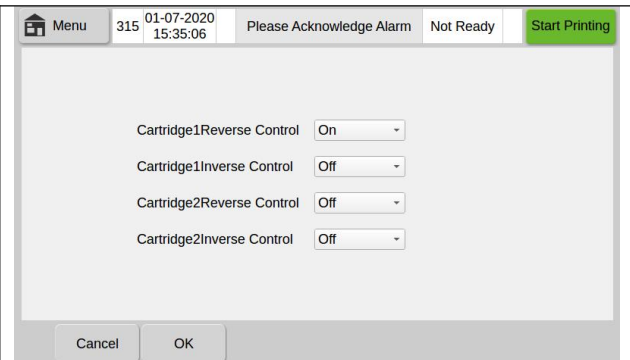 Menu
315
01-07-2020
15:35:06
Please Acknowledge Alarm
Not Ready
Start Printing
Cartridge1Reverse Control On
Cartridge1Inverse Control Off
Cartridge2Reverse Control Off
Cartridge2Inverse Control Off
Cancel
OK